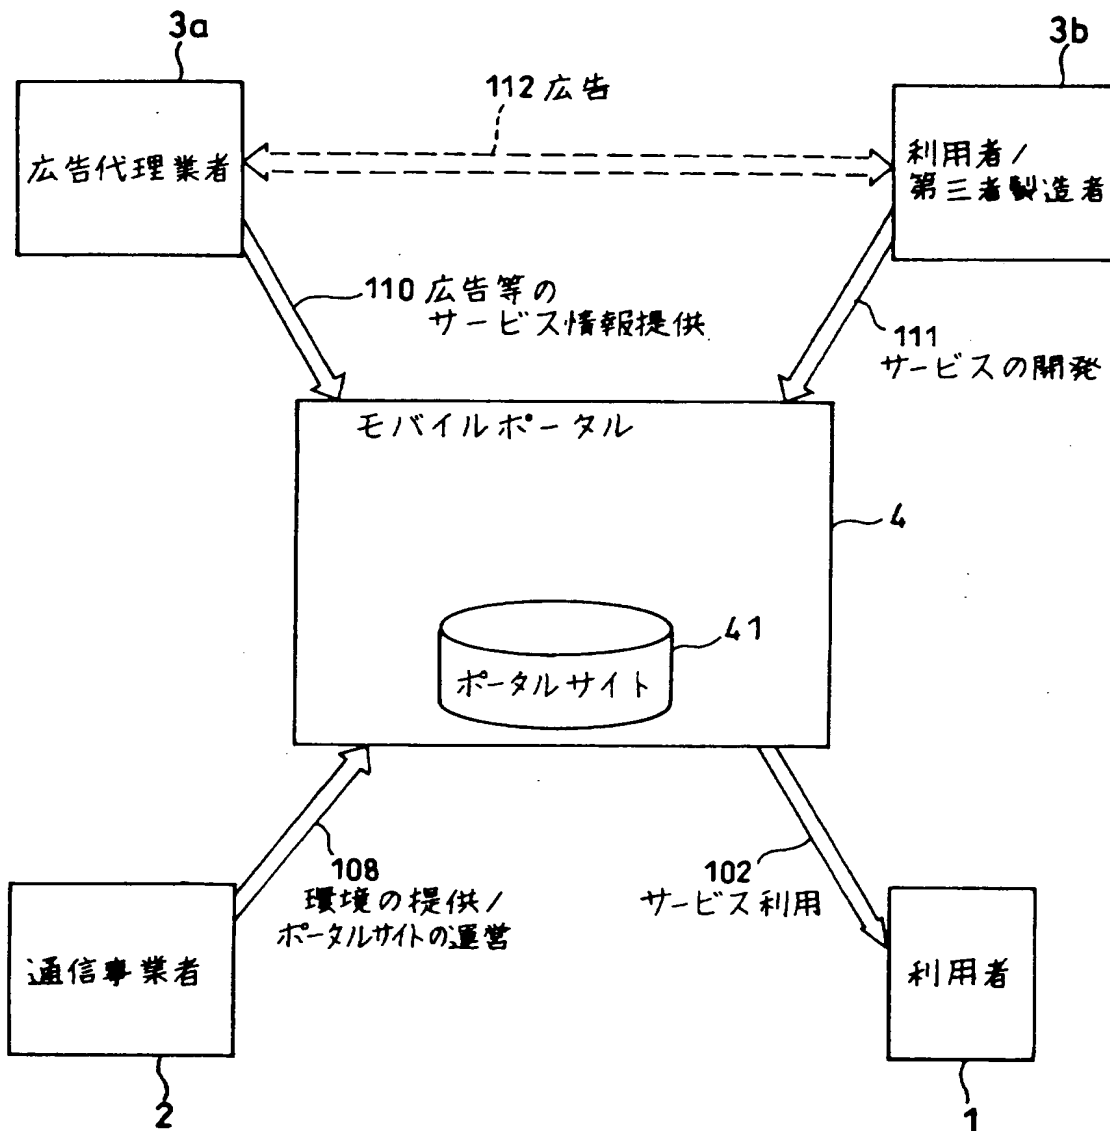 3a
3b
112 広告
広告代理業者
利用者/
第三者製造者
110 広告等の
サービス情報提供
111
サービスの開発
モバイルポータル
4
41
ポータルサイト
108
環境の提供/
ポータルサイトの運営
102
サービス利用
通信事業者
利用者
2
1